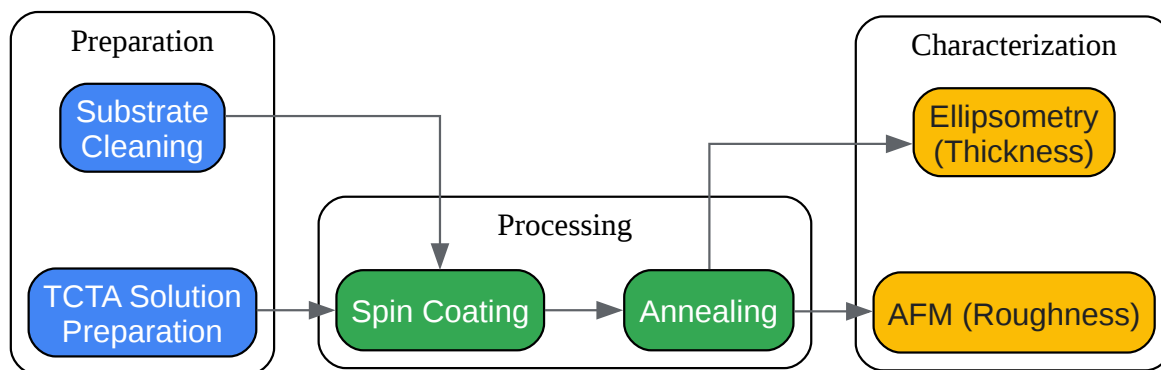 Preparation
Substrate
Cleaning
TCTA Solution
Preparation
Processing
Spin Coating
Annealing
Characterization
Ellipsometry
(Thickness)
AFM (Roughness)